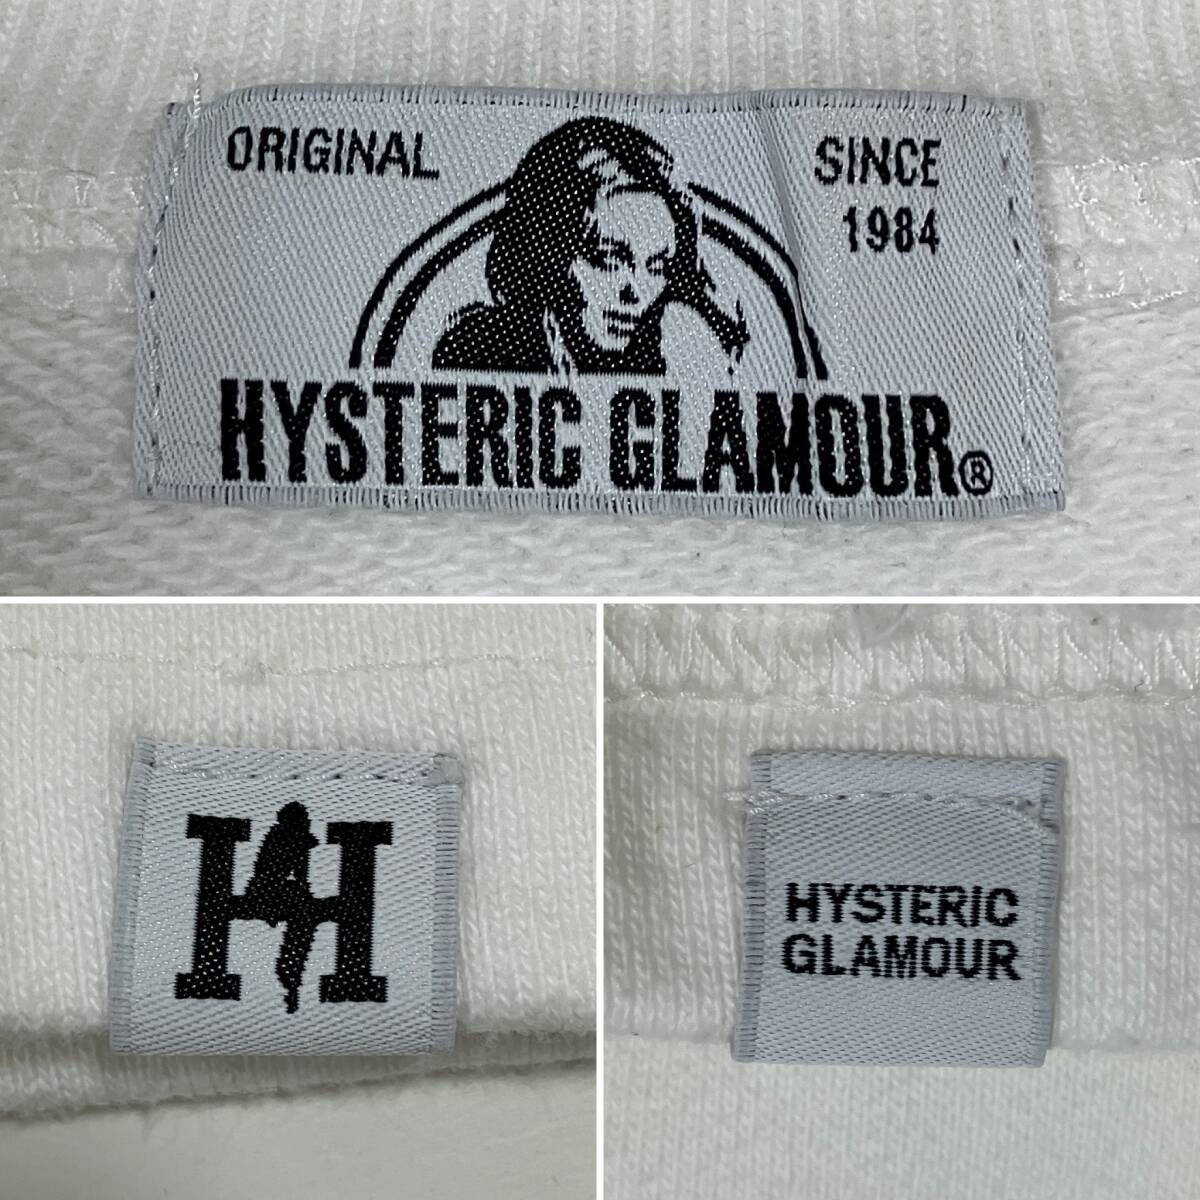 ORIGINAL
SINCE
1984
HYSTERIC GLAMOUR®
H
HYSTERIC
GLAMOUR